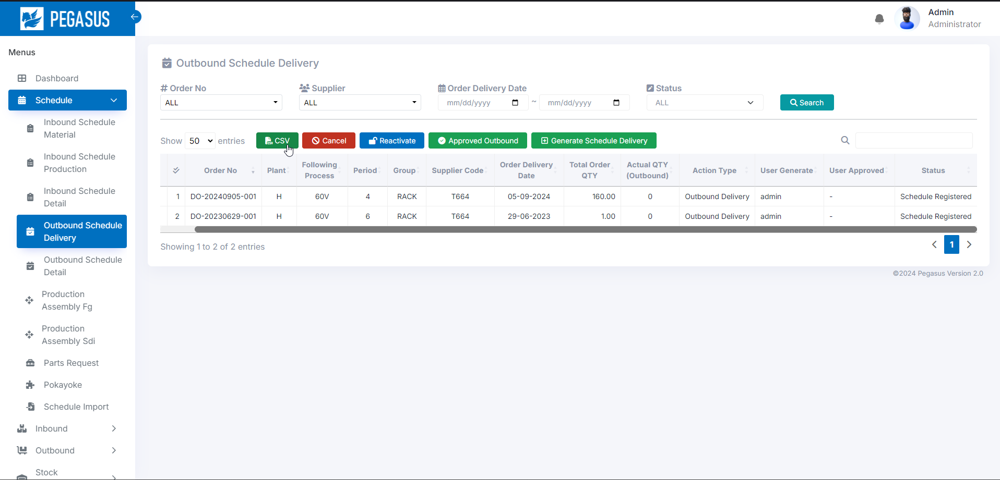 PEGASUS
Admin
Administrator
Menus
Dashboard
Schedule
Inbound Schedule
Material
Inbound Schedule
Production
Inbound Schedule
Detail
Outbound Schedule
Delivery
Outbound Schedule
Detail
Production
Assembly Fg
Production
Assembly Sdi
Parts Request
Pokayoke
Schedule Import
Inbound
Outbound
Stock
Outbound Schedule Delivery
# Order No Supplier Order Delivery Date Status
ALL ALL mm/dd/yyyy ~ mm/dd/yyyy ALL Search
Show 50 entries CSV Cancel Reactivate Approved Outbound Generate Schedule Delivery
Order No Plant Following Process Period Group Supplier Code Order Delivery Date Total Order QTY Actual QTY (Outbound) Action Type User Generate User Approved Status
1 DO-20240905-001 H 60V 4 RACK T664 05-09-2024 160.00 0 Outbound Delivery admin - Schedule Registered
2 DO-20230629-001 H 60V 6 RACK T664 29-06-2023 1.00 0 Outbound Delivery admin - Schedule Registered
Showing 1 to 2 of 2 entries
1
©2024 Pegasus Version 2.0